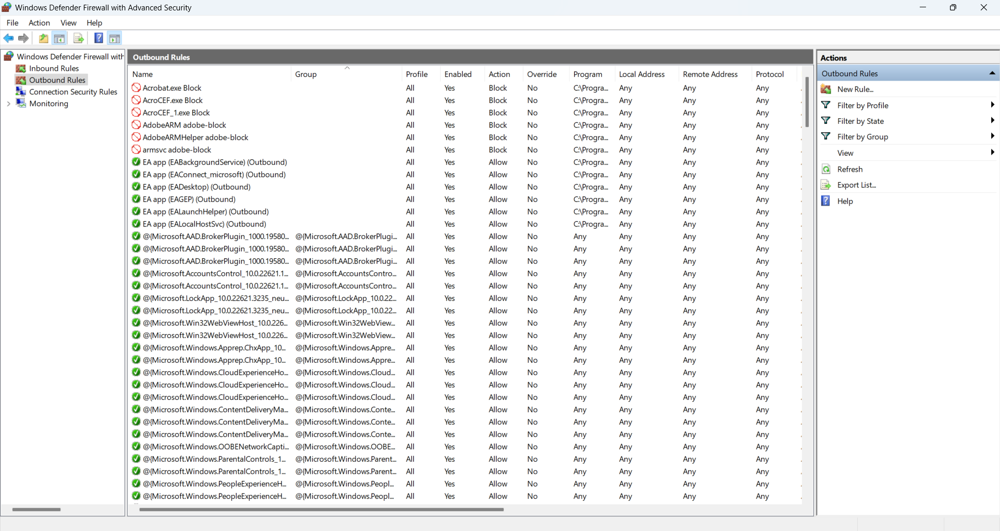 Windows Defender Firewall with Advanced Security
File Action View Help
Windows Defender Firewall with
Inbound Rules
Outbound Rules
Connection Security Rules
Monitoring
Outbound Rules
Name Group Profile Enabled Action Override Program Local Address Remote Address Protocol
Acrobat.exe Block All Yes Block No C:\Progra... Any Any Any
AcroCEF.exe Block All Yes Block No C:\Progra... Any Any Any
AcroCEF_1.exe Block All Yes Block No C:\Progra... Any Any Any
AdobeARM adobe-block All Yes Block No C:\Progra... Any Any Any
AdobeARMHelper adobe-block All Yes Block No C:\Progra... Any Any Any
armsvc adobe-block All Yes Block No C:\Progra... Any Any Any
EA app (EABackgroundService) (Outbound) All Yes Allow No C:\Progra... Any Any Any
EA app (EAConnect_microsoft) (Outbound) All Yes Allow No C:\Progra... Any Any Any
EA app (EADesktop) (Outbound) All Yes Allow No C:\Progra... Any Any Any
EA app (EAGEP) (Outbound) All Yes Allow No C:\Progra... Any Any Any
EA app (EALaunchHelper) (Outbound) All Yes Allow No C:\Progra... Any Any Any
EA app (EALocalHostSvc) (Outbound) All Yes Allow No C:\Progra... Any Any Any
@{Microsoft.AAD.BrokerPlugin_1000.19580... @{Microsoft.AAD.BrokerPlugi... All Yes Allow No Any Any Any Any
@{Microsoft.AAD.BrokerPlugin_1000.19580... @{Microsoft.AAD.BrokerPlugi... All Yes Allow No Any Any Any Any
@{Microsoft.AAD.BrokerPlugin_1000.19580... @{Microsoft.AAD.BrokerPlugi... All Yes Allow No Any Any Any Any
@{Microsoft.AccountsControl_10.0.22621.1... @{Microsoft.AccountsContro... All Yes Allow No Any Any Any Any
@{Microsoft.AccountsControl_10.0.22621.1... @{Microsoft.AccountsContro... All Yes Allow No Any Any Any Any
@{Microsoft.LockApp_10.0.22621.3235_neu... @{Microsoft.LockApp_10.0.22... All Yes Allow No Any Any Any Any
@{Microsoft.LockApp_10.0.22621.3235_neu... @{Microsoft.LockApp_10.0.22... All Yes Allow No Any Any Any Any
@{Microsoft.Win32WebViewHost_10.0.226... @{Microsoft.Win32WebView... All Yes Allow No Any Any Any Any
@{Microsoft.Win32WebViewHost_10.0.226... @{Microsoft.Win32WebView... All Yes Allow No Any Any Any Any
@{Microsoft.Windows.Apprep.ChxApp_10... @{Microsoft.Windows.Appre... All Yes Allow No Any Any Any Any
@{Microsoft.Windows.Apprep.ChxApp_10... @{Microsoft.Windows.Appre... All Yes Allow No Any Any Any Any
@{Microsoft.Windows.CloudExperienceHo... @{Microsoft.Windows.Cloud... All Yes Allow No Any Any Any Any
@{Microsoft.Windows.CloudExperienceHo... @{Microsoft.Windows.Cloud... All Yes Allow No Any Any Any Any
@{Microsoft.Windows.CloudExperienceHo... @{Microsoft.Windows.Cloud... All Yes Allow No Any Any Any Any
@{Microsoft.Windows.ContentDeliveryMa... @{Microsoft.Windows.Conte... All Yes Allow No Any Any Any Any
@{Microsoft.Windows.ContentDeliveryMa... @{Microsoft.Windows.Conte... All Yes Allow No Any Any Any Any
@{Microsoft.Windows.ContentDeliveryMa... @{Microsoft.Windows.Conte... All Yes Allow No Any Any Any Any
@{Microsoft.Windows.OOBENetworkCapti... @{Microsoft.Windows.OOBE... All Yes Allow No Any Any Any Any
@{Microsoft.Windows.ParentalControls_1... @{Microsoft.Windows.Parent... All Yes Allow No Any Any Any Any
@{Microsoft.Windows.ParentalControls_1... @{Microsoft.Windows.Parent... All Yes Allow No Any Any Any Any
@{Microsoft.Windows.PeopleExperienceH... @{Microsoft.Windows.Peopl... All Yes Allow No Any Any Any Any
@{Microsoft.Windows.PeopleExperienceH... @{Microsoft.Windows.Peopl... All Yes Allow No Any Any Any Any
Actions
Outbound Rules
New Rule...
Filter by Profile
Filter by State
Filter by Group
View
Refresh
Export List...
Help